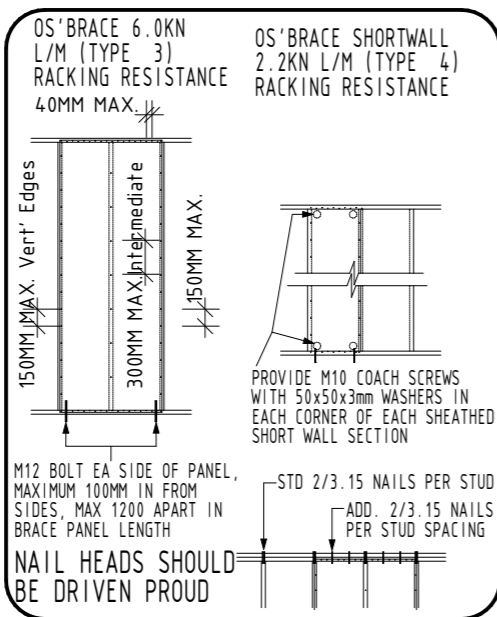 OS'BRACE 6.0KN
L/M (TYPE 3)
RACKING RESISTANCE
40MM MAX.
150MM MAX. Vert' Edges
300MM MAX. Intermediate
150MM MAX.
M12 BOLT EA SIDE OF PANEL,
MAXIMUM 100MM IN FROM
SIDES, MAX 1200 APART IN
BRACE PANEL LENGTH
NAIL HEADS SHOULD
BE DRIVEN PROUD
OS'BRACE SHORTWALL
2.2KN L/M (TYPE 4)
RACKING RESISTANCE
PROVIDE M10 COACH SCREWS
WITH 50x50x3mm WASHERS IN
EACH CORNER OF EACH SHEATHED
SHORT WALL SECTION
STD 2/3.15 NAILS PER STUD
ADD. 2/3.15 NAILS
PER STUD SPACING